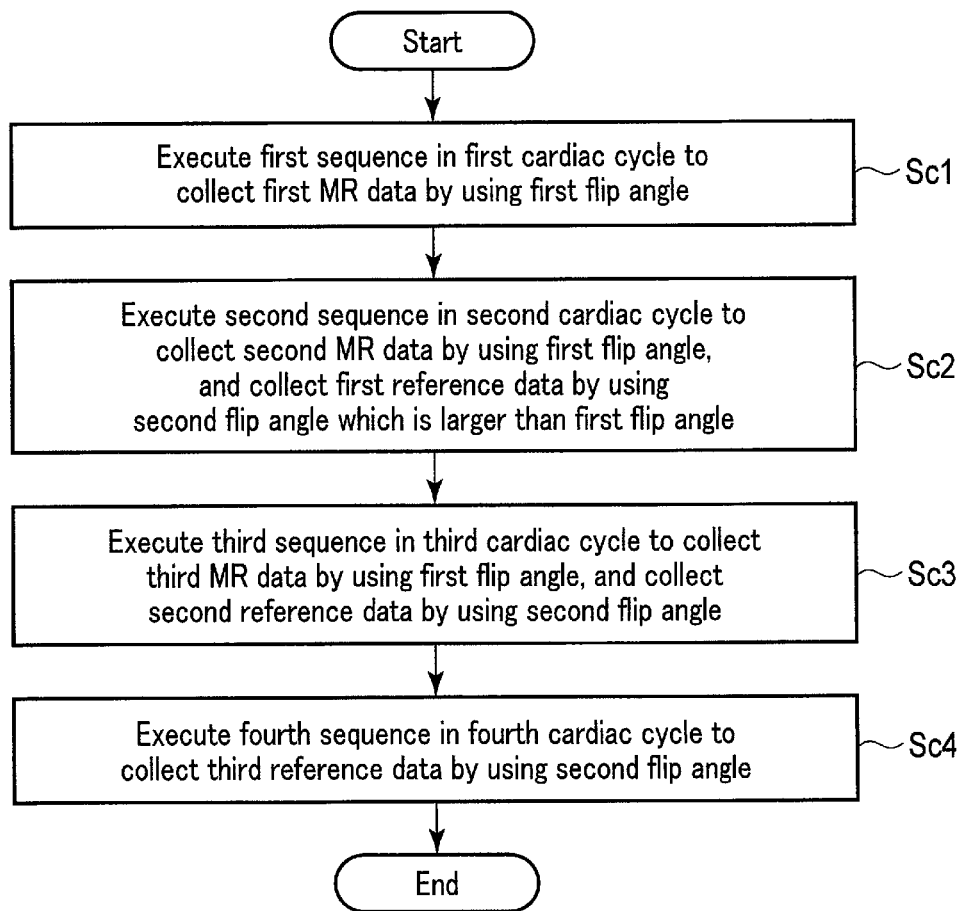 Start
Execute first sequence in first cardiac cycle to
collect first MR data by using first flip angle
Sc1
Execute second sequence in second cardiac cycle to
collect second MR data by using first flip angle,
and collect first reference data by using
second flip angle which is larger than first flip angle
Sc2
Execute third sequence in third cardiac cycle to collect
third MR data by using first flip angle, and collect
second reference data by using second flip angle
Sc3
Execute fourth sequence in fourth cardiac cycle to
collect third reference data by using second flip angle
Sc4
End